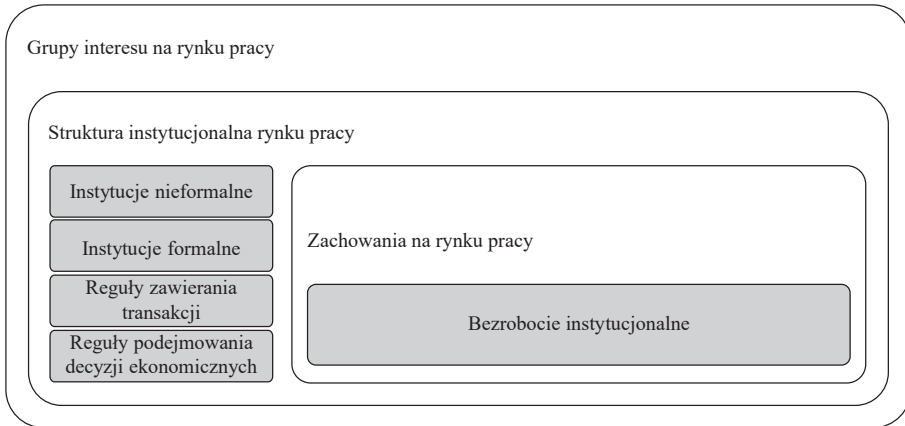 Grupy interesu na rynku pracy
Struktura instytucjonalna rynku pracy
Instytucje nieformalne
Instytucje formalne
Reguły zawierania
transakcji
Reguły podejmowania
decyzji ekonomicznych
Zachowania na rynku pracy
Bezrobocie instytucjonalne